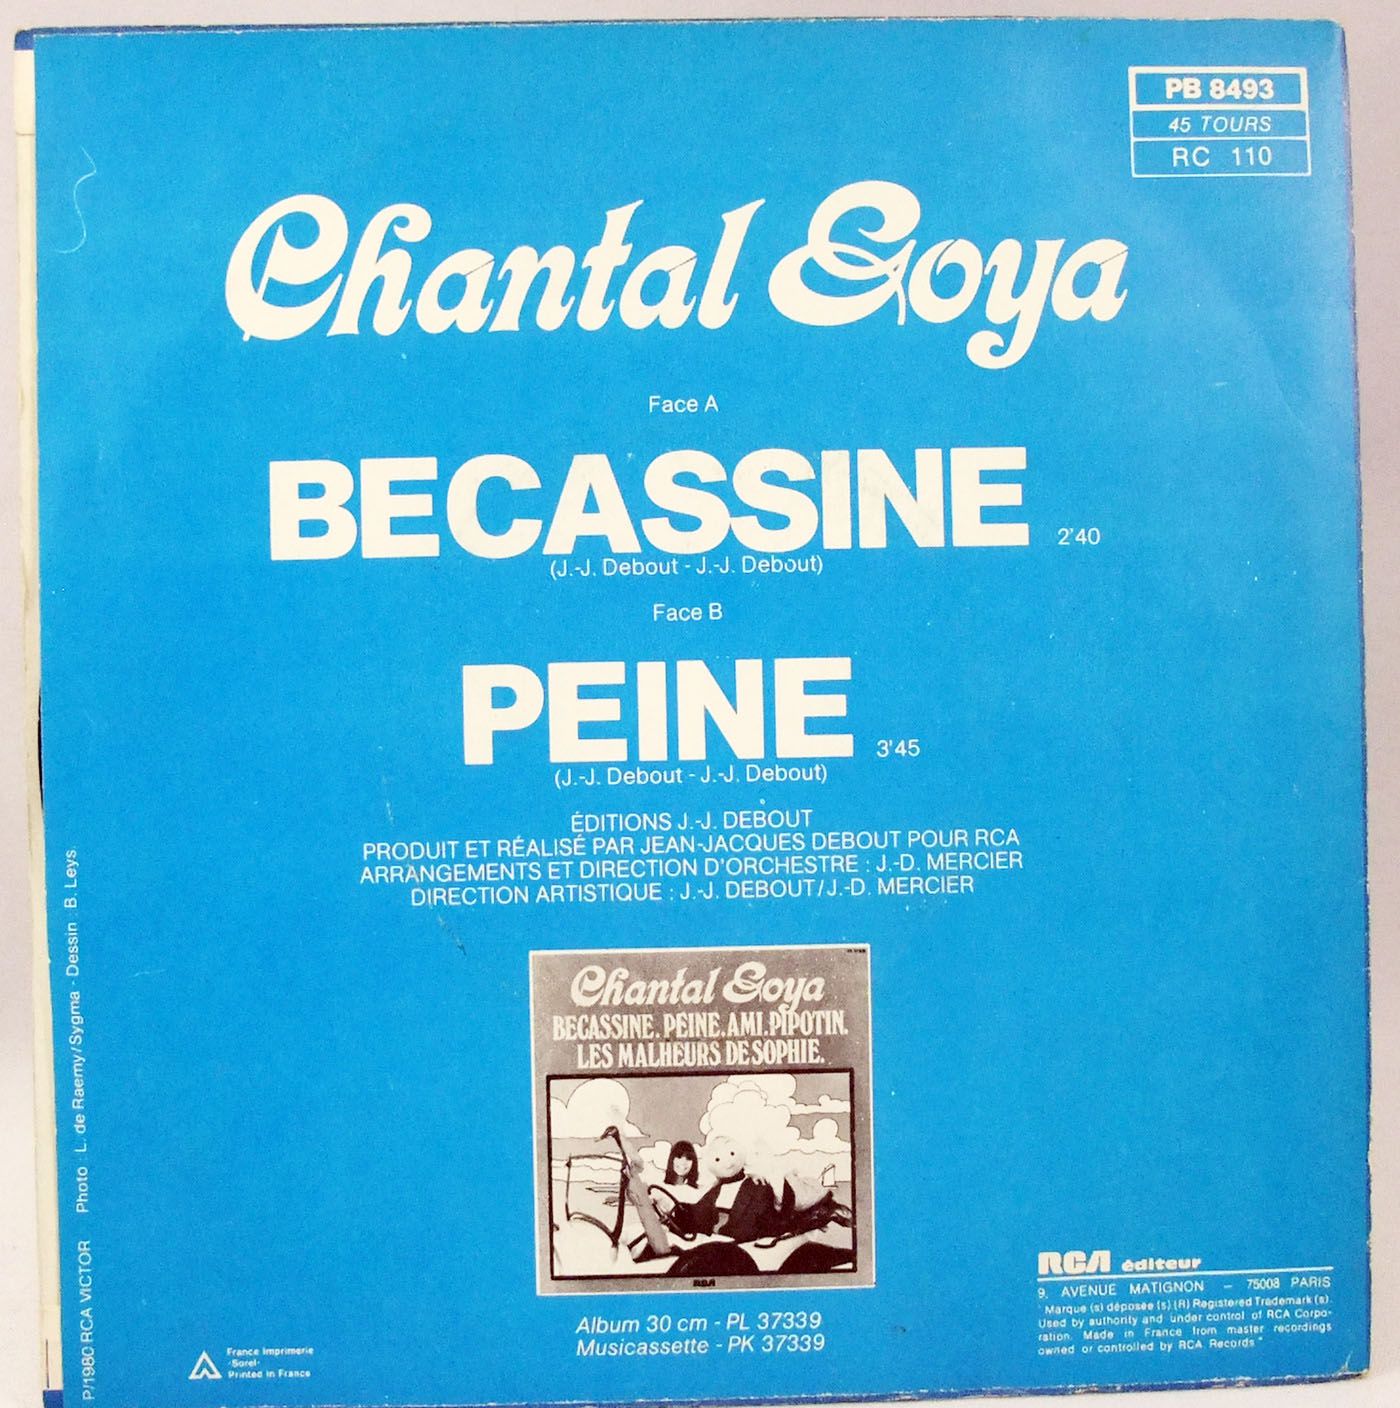 PB 8493
45 TOURS
RC 110
Chantal Goya
Face A
BECASSINE 2'40
(J.-J. Debout - J.-J. Debout)
Face B
PEINE 3'45
(J.-J. Debout - J.-J. Debout)
ÉDITIONS J.-J. DEBOUT
PRODUIT ET RÉALISÉ PAR JEAN-JACQUES DEBOUT POUR RCA
ARRANGEMENTS ET DIRECTION D'ORCHESTRE : J.-D. MERCIER
DIRECTION ARTISTIQUE : J.-J. DEBOUT/J.-D. MERCIER
Chantal Goya
BECASSINE. PEINE. AMI. PIPOTIN.
LES MALHEURS DE SOPHIE.
RCA
Album 30 cm - PL 37339
Musicassette - PK 37339
P/1980 RCA VICTOR Photo : L. de Raemy/Sygma - Dessin : B. Leys
France Imprimerie
-Sorel-
Printed in France
RCA éditeur
9. AVENUE MATIGNON – 75008 PARIS
"Marque (s) déposée (s) (R) Registered Trademark (s).
Used by authority and under control of RCA Corpo-
ration. Made in France from master recordings
owned or controlled by RCA Records"